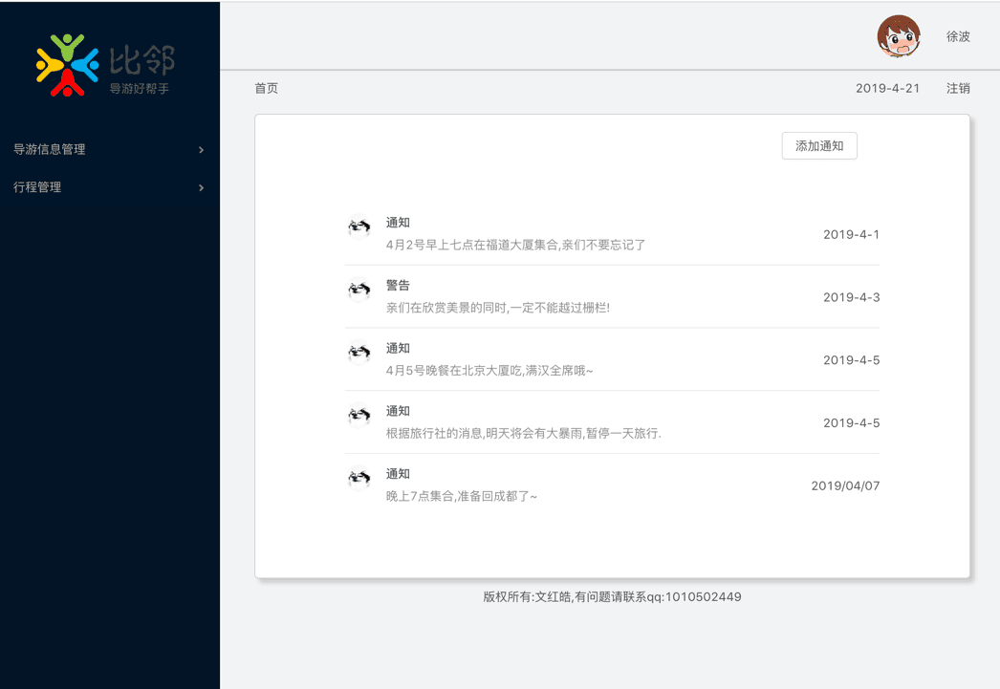 比邻
导游好帮手
导游信息管理
行程管理
徐波
首页
2019-4-21
注销
添加通知
通知
4月2号早上七点在福道大厦集合,亲们不要忘记了
2019-4-1
警告
亲们在欣赏美景的同时,一定不能越过栅栏!
2019-4-3
通知
4月5号晚餐在北京大厦吃,满汉全席哦~
2019-4-5
通知
根据旅行社的消息,明天将会有大暴雨,暂停一天旅行.
2019-4-5
通知
晚上7点集合,准备回成都了~
2019/04/07
版权所有:文红皓,有问题请联系qq:1010502449